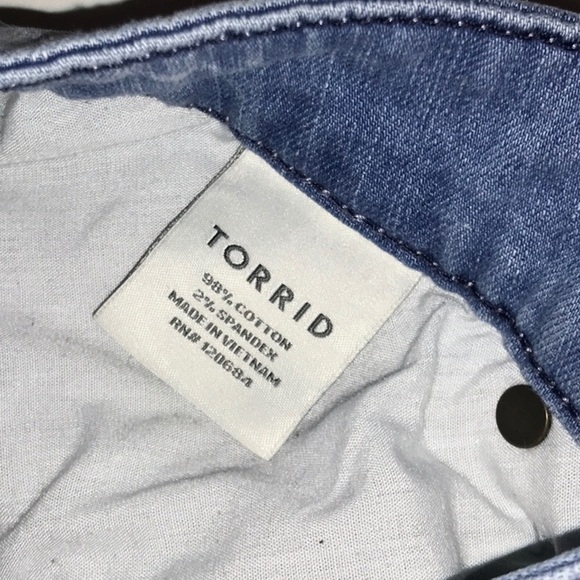 TORRID
98% COTTON
2% SPANDEX
MADE IN VIETNAM
RN# 120684